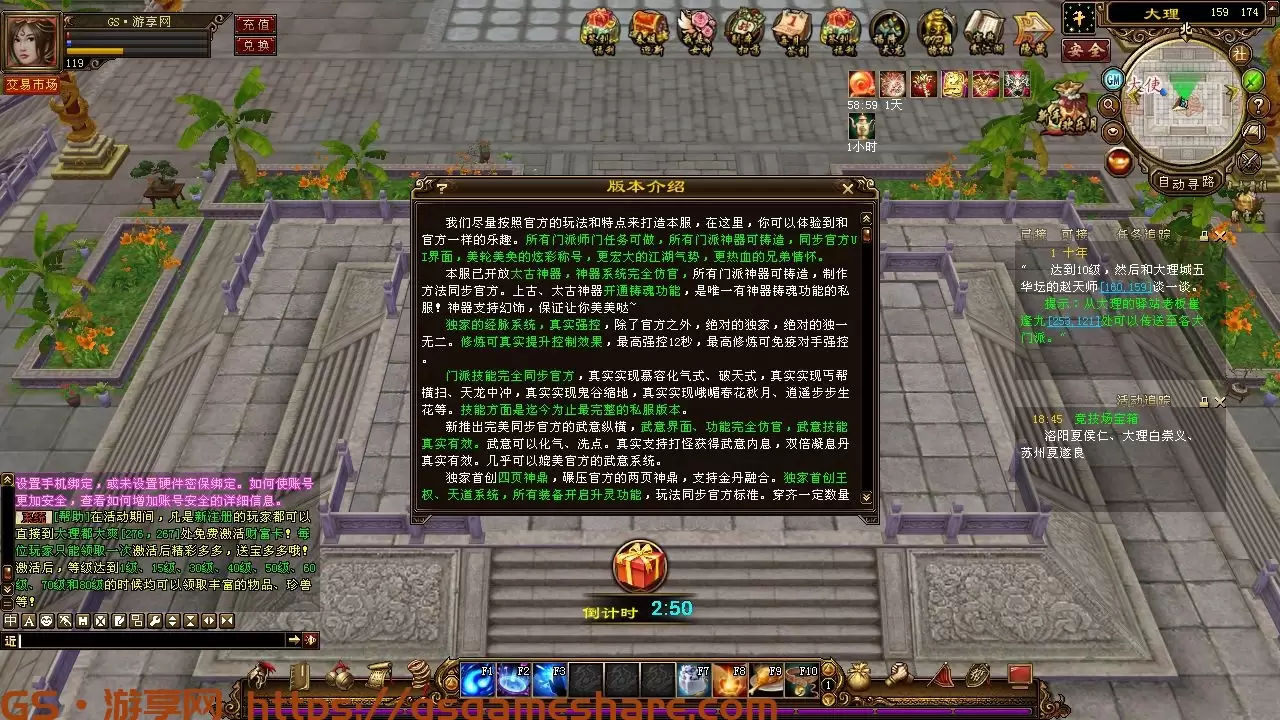 GS·游享网
充值
兑换
119
交易市场
大理 159 174
北
安全
社
GM
大使
自动寻路
58:59 1天
1小时
版本介绍
我们尽量按照官方的玩法和特点来打造本服，在这里，你可以体验到和
官方一样的乐趣。所有门派师门任务可做，所有门派神器可铸造，同步官方U
I界面，美轮美奂的炫彩称号，更宏大的江湖气势，更热血的兄弟情怀。
本服已开放太古神器，神器系统完全仿官，所有门派神器可铸造，制作
方法同步官方。上古、太古神器开通铸魂功能，是唯一有神器铸魂功能的私
服！神器支持幻饰，保证让你美美哒~
独家的经脉系统，真实强控，除了官方之外，绝对的独家，绝对的独一
无二。修炼可真实提升控制效果，最高强控12秒，最高修炼可免疫对手强控
。
门派技能完全同步官方，真实实现慕容化气式、破天式，真实实现丐帮
横扫、天龙中冲，真实实现鬼谷缩地，真实实现峨嵋春花秋月、逍遥步步生
花等。技能方面是迄今为止最完整的私服版本。
新推出完美同步官方的武意纵横，武意界面、功能完全仿官，武意技能
真实有效。武意可以化气、洗点。真实支持打怪获得武意内息，双倍凝息丹
真实有效。几乎可以媲美官方的武意系统。
独家首创四页神鼎，碾压官方的两页神鼎，支持金丹融合。独家首创王
权、天道系统，所有装备开启升灵功能，玩法同步官方标准。穿齐一定数量
已接 可接 任务追踪
1 十年
“ 达到10级，然后和大理城五
华坛的赵天师[160,159]谈一谈。
提示：从大理的驿站老板崔
逢九[253,121]处可以传送至各大
门派。
活动追踪
18:45 竞技场宝箱
洛阳夏侯仁、大理白崇义、
苏州夏遂良
设置手机绑定，或未设置硬件密保绑定。如何使账号
更加安全，查看如何增加账号安全的详细信息。
[帮助]在活动期间，凡是新注册的玩家都可以
直接到大理都大爽[276, 267]处免费激活财富卡！每
位玩家只能领取一次激活后精彩多多，送宝多多哦！
激活后，等级达到1级、15级、30级、40级、50级、60
级、70级和80级的时候均可以领取丰富的物品、珍兽
等！
倒计时 2:50
近
F1 F2 F3 F7 F8 F9 F10
GS·游享网 https://gsgameshare.com